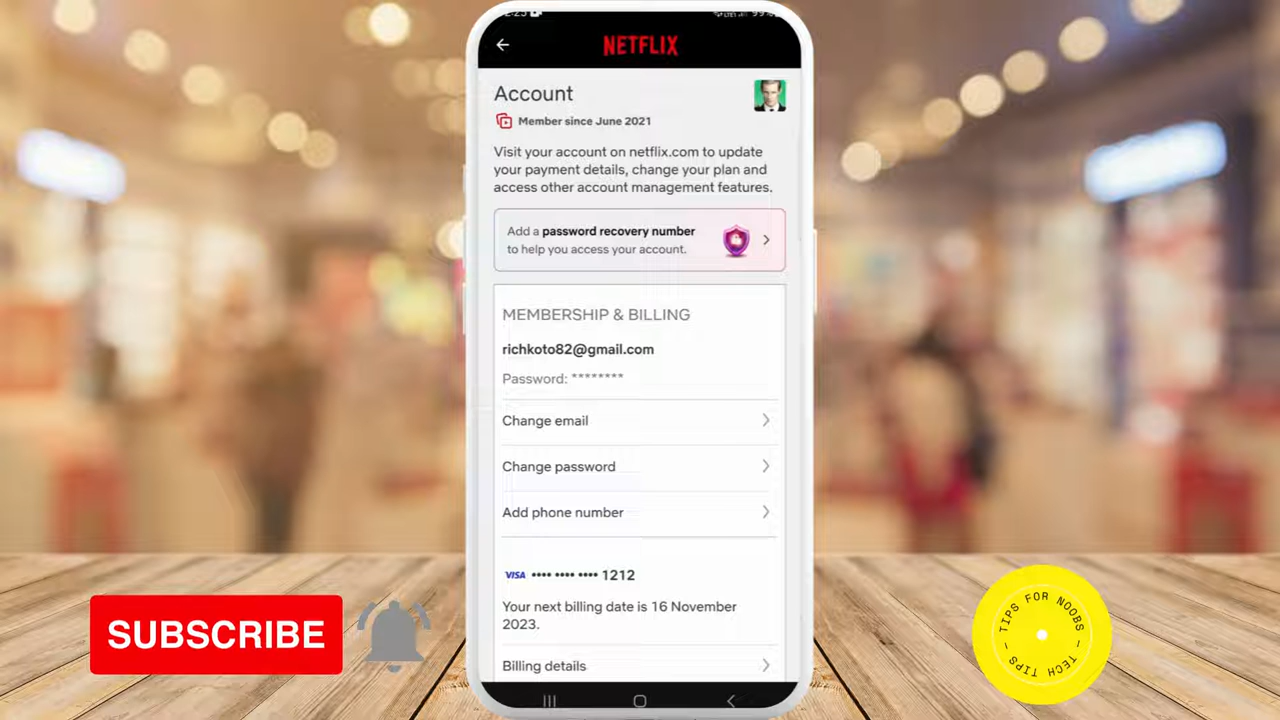 NETFLIX
Account
Member since June 2021
Visit your account on netflix.com to update
your payment details, change your plan and
access other account management features.
Add a password recovery number
to help you access your account.
MEMBERSHIP & BILLING
richkoto82@gmail.com
Password: ********
Change email
Change password
Add phone number
VISA •••• •••• •••• 1212
Your next billing date is 16 November
2023.
Billing details
SUBSCRIBE
TIPS FOR NOOBS
— TECH TIPS —